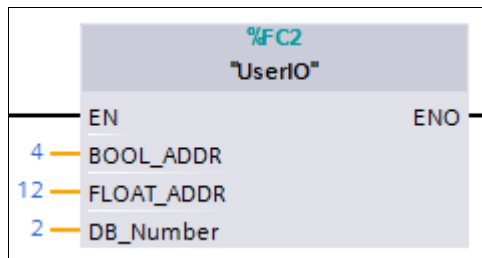 %FC2
"UserIO"
EN ENO
4 BOOL_ADDR
12 FLOAT_ADDR
2 DB_Number